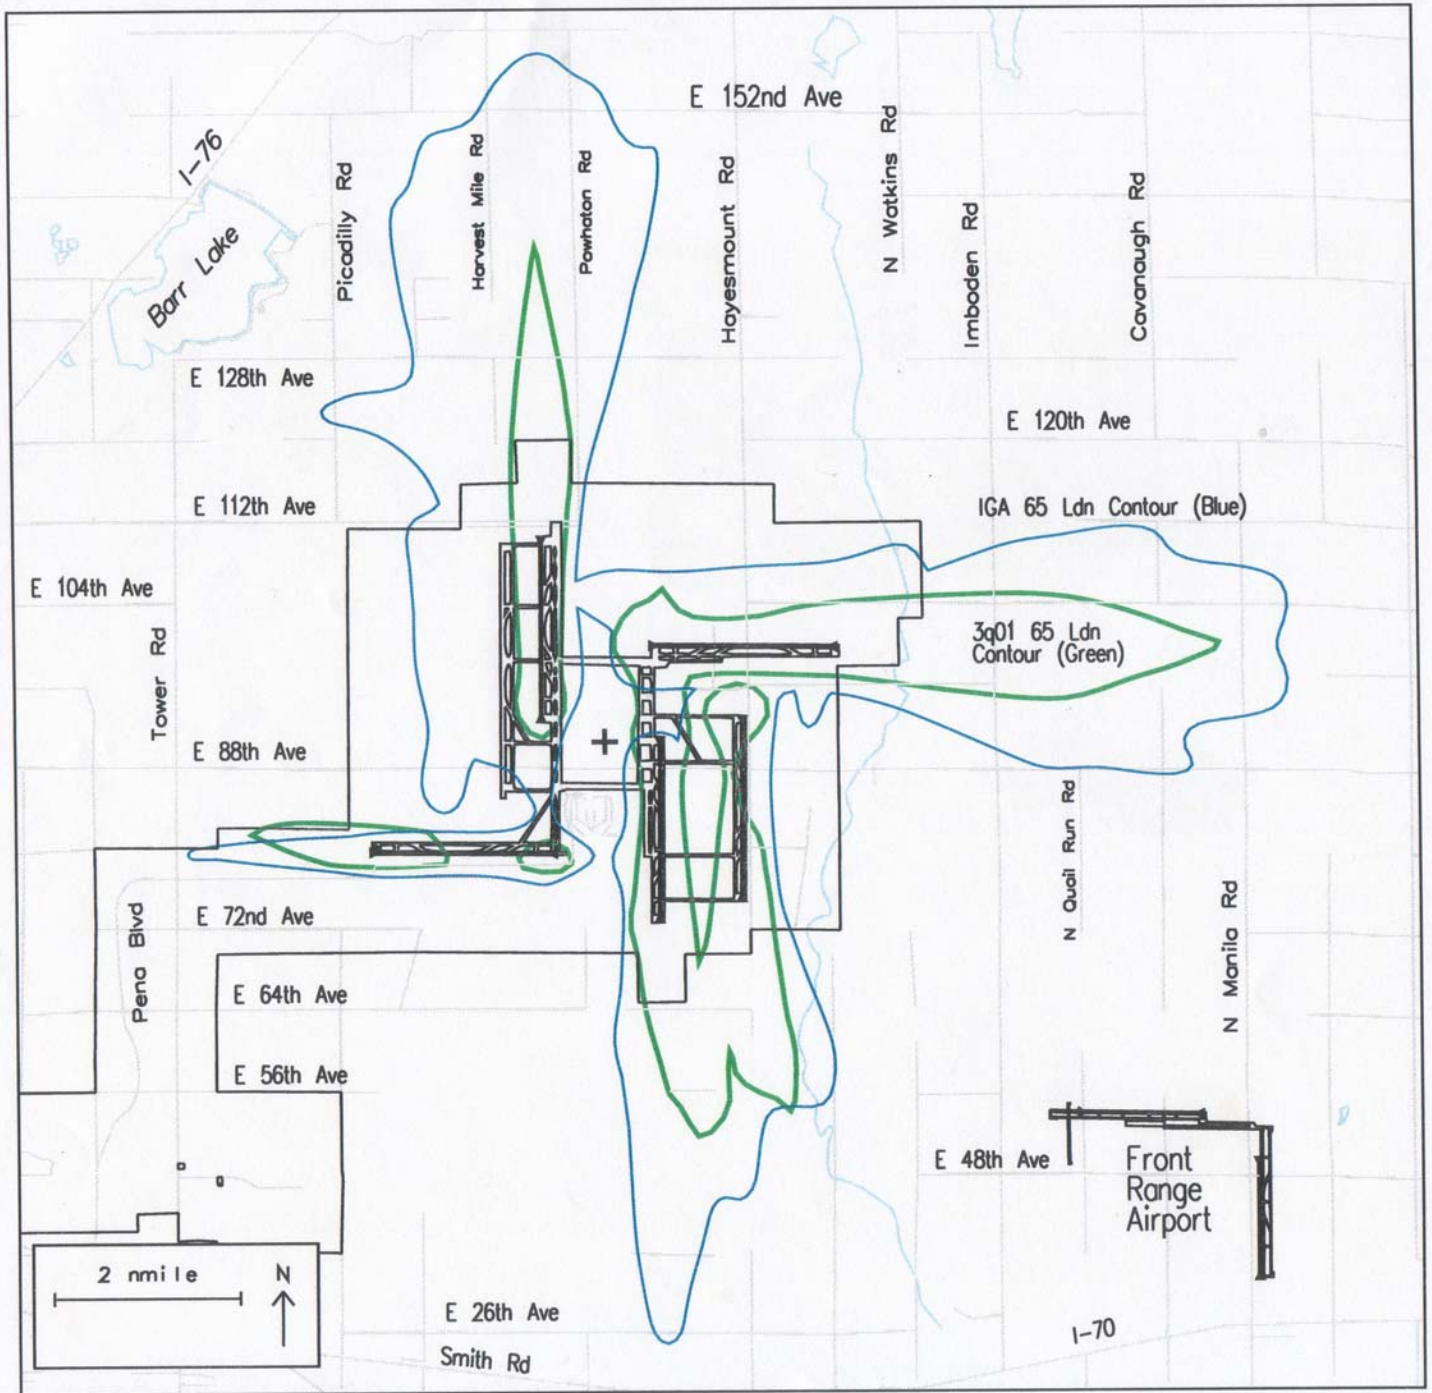 E 152nd Ave
I-76
Picadilly Rd
Harvest Mile Rd
Powhaton Rd
Hayesmount Rd
N Watkins Rd
Imboden Rd
Cavanaugh Rd
Barr Lake
E 128th Ave
E 120th Ave
E 112th Ave
IGA 65 Ldn Contour (Blue)
E 104th Ave
Tower Rd
3q01 65 Ldn
Contour (Green)
E 88th Ave
N Quail Run Rd
N Manila Rd
Pena Blvd
E 72nd Ave
E 64th Ave
E 56th Ave
E 48th Ave
Front
Range
Airport
2 nmile
N
E 26th Ave
Smith Rd
I-70